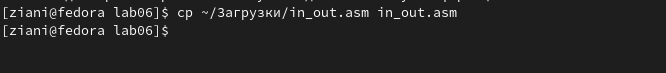 [ziani@fedora lab06]$ cp ~/Загрузки/in_out.asm in_out.asm
[ziani@fedora lab06]$